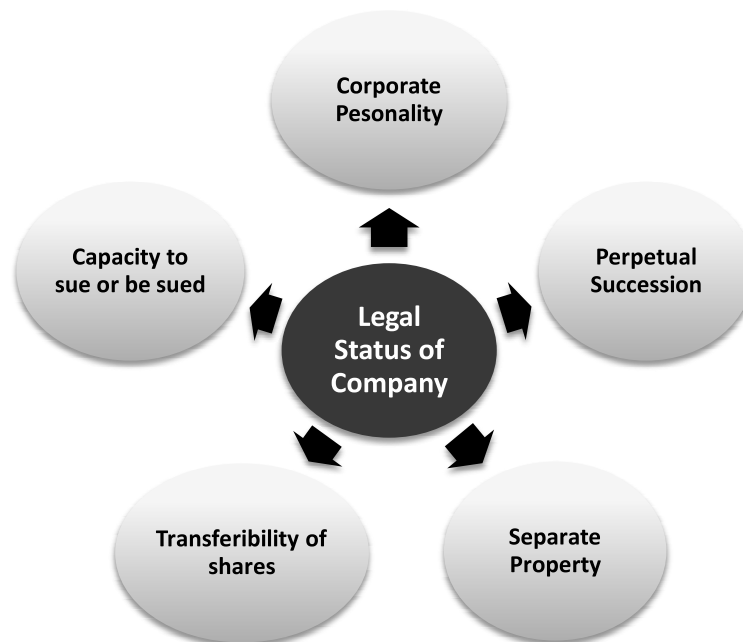 Corporate
Pesonality
Capacity to
sue or be sued
Perpetual
Succession
Legal
Status of
Company
Transferibility of
shares
Separate
Property